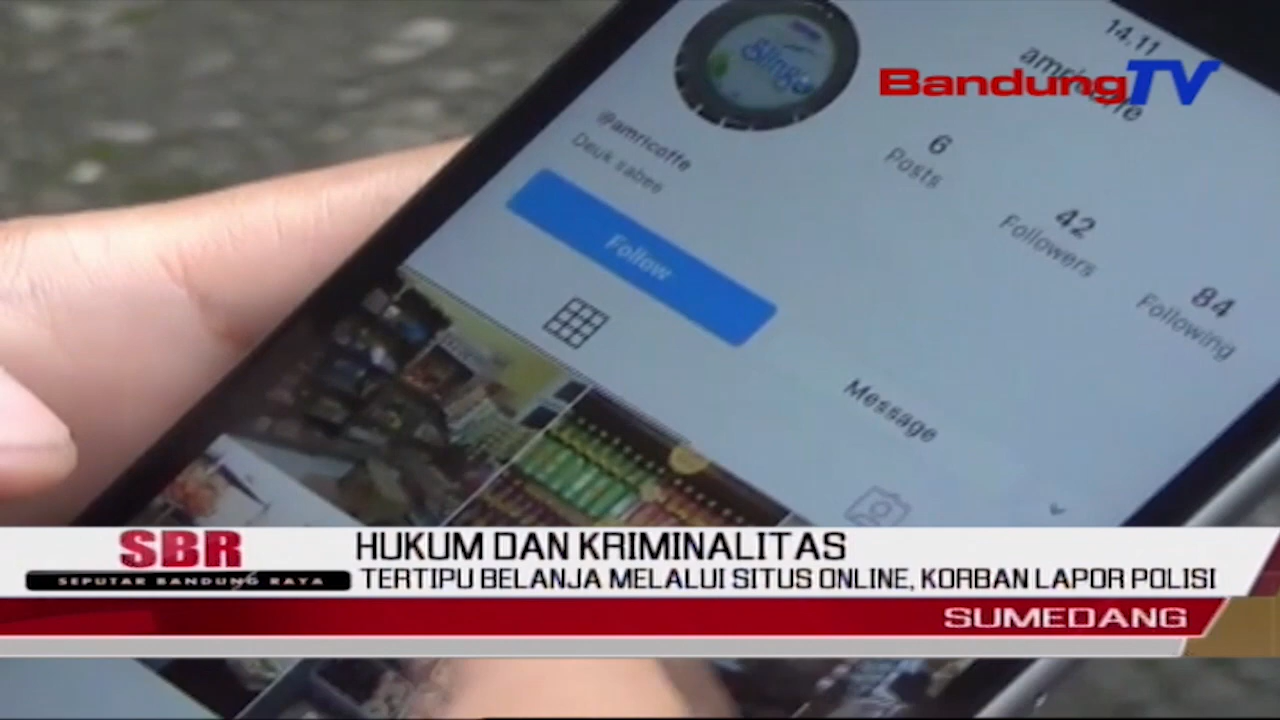 14.11
BandungTV
@amricoffe
Deuk sabee
6
Posts
42
Followers
84
Following
Follow
Message
SBR
SEPUTAR BANDUNG RAYA
HUKUM DAN KRIMINALITAS
TERTIPU BELANJA MELALUI SITUS ONLINE, KORBAN LAPOR POLISI
SUMEDANG